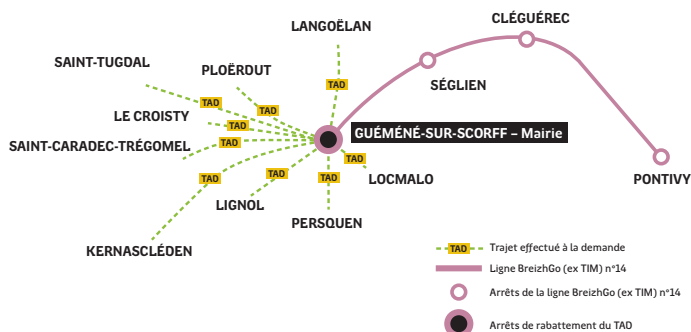 CLÉGUÉREC
LANGOËLAN
SAINT-TUGDAL
PLOËRDUT
SÉGLIEN
TAD
TAD
TAD
LE CROISTY
TAD
GUÉMÉNÉ-SUR-SCORFF – Mairie
SAINT-CARADEC-TRÉGOMEL
TAD
TAD
TAD
TAD
TAD
LOCMALO
PONTIVY
LIGNOL
PERSQUEN
KERNASCLÉDEN
TAD Trajet effectué à la demande
Ligne BreizhGo (ex TIM) n°14
Arrêts de la ligne BreizhGo (ex TIM) n°14
Arrêts de rabattement du TAD